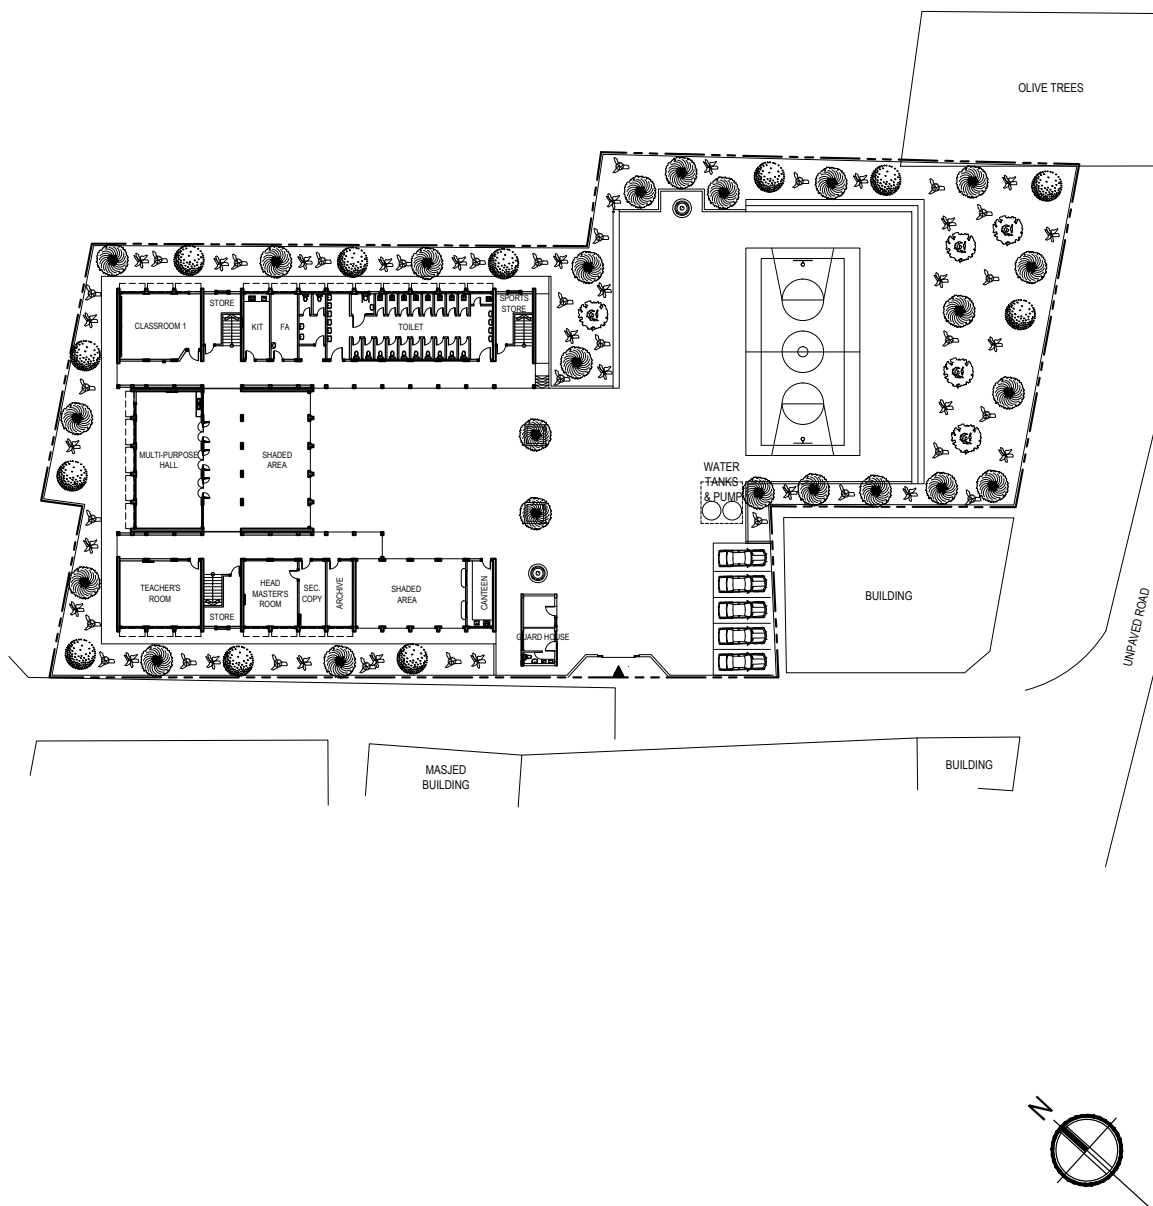 OLIVE TREES
SPORTS
STORE
STORE
CLASSROOM 1
KIT
FA
TOILET
MULTI-PURPOSE
HALL
SHADED
AREA
WATER
TANKS
& PUMP
TEACHER'S
ROOM
STORE
HEAD
MASTER'S
ROOM
SEC.
COPY
ARCHIVE
SHADED
AREA
CANTEEN
GUARD HOUSE
BUILDING
UNPAVED ROAD
MASJED
BUILDING
BUILDING
N